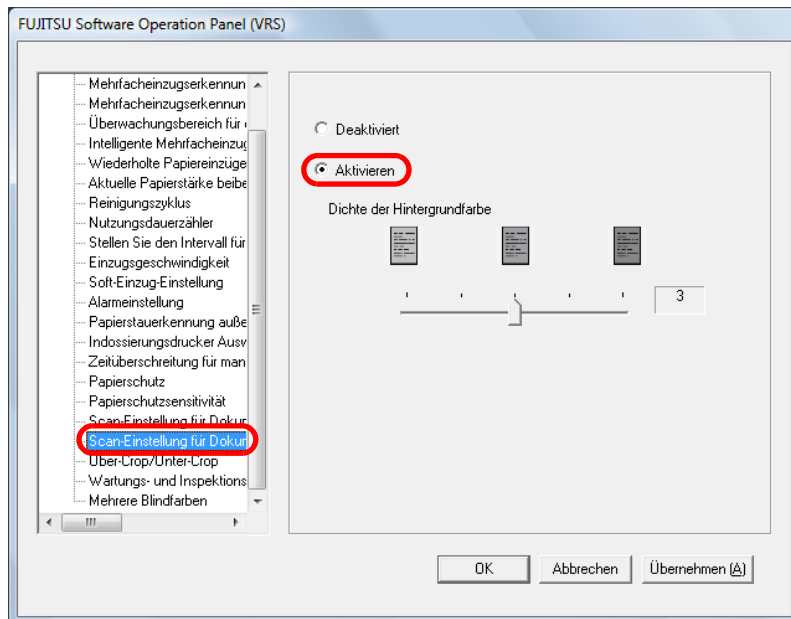 FUJITSU Software Operation Panel (VRS)
Mehrfacheinzugserkennun
Mehrfacheinzugserkennun
Überwachungsbereich für
Intelligente Mehrfacheinzug
Wiederholte Papiereinzüge
Aktuelle Papierstärke beibe
Reinigungszyklus
Nutzungsdauerzähler
Stellen Sie den Intervall für
Einzugsgeschwindigkeit
Soft-Einzug-Einstellung
Alarmeinstellung
Papierstauerkennung auße
Indossierungsdrucker Ausw
Zeitüberschreitung für man
Papierschutz
Papierschutzsensitivität
Scan-Einstellung für Dokum
Scan-Einstellung für Dokum
Über-Crop/Unter-Crop
Wartungs- und Inspektions
Mehrere Blindfarben
Deaktiviert
Aktivieren
Dichte der Hintergrundfarbe
3
OK
Abbrechen
Übernehmen (A)